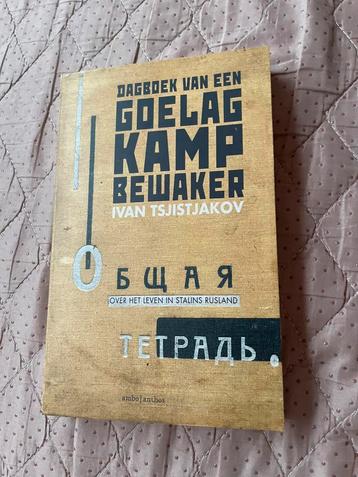 DAGBOEK VAN EEN
GOELAG
KAMP
BEWAKER
IVAN TSJISTJAKOV
ОБЩАЯ
OVER HET LEVEN IN STALINS RUSLAND
ТЕТРАДЬ.
ambo|anthos